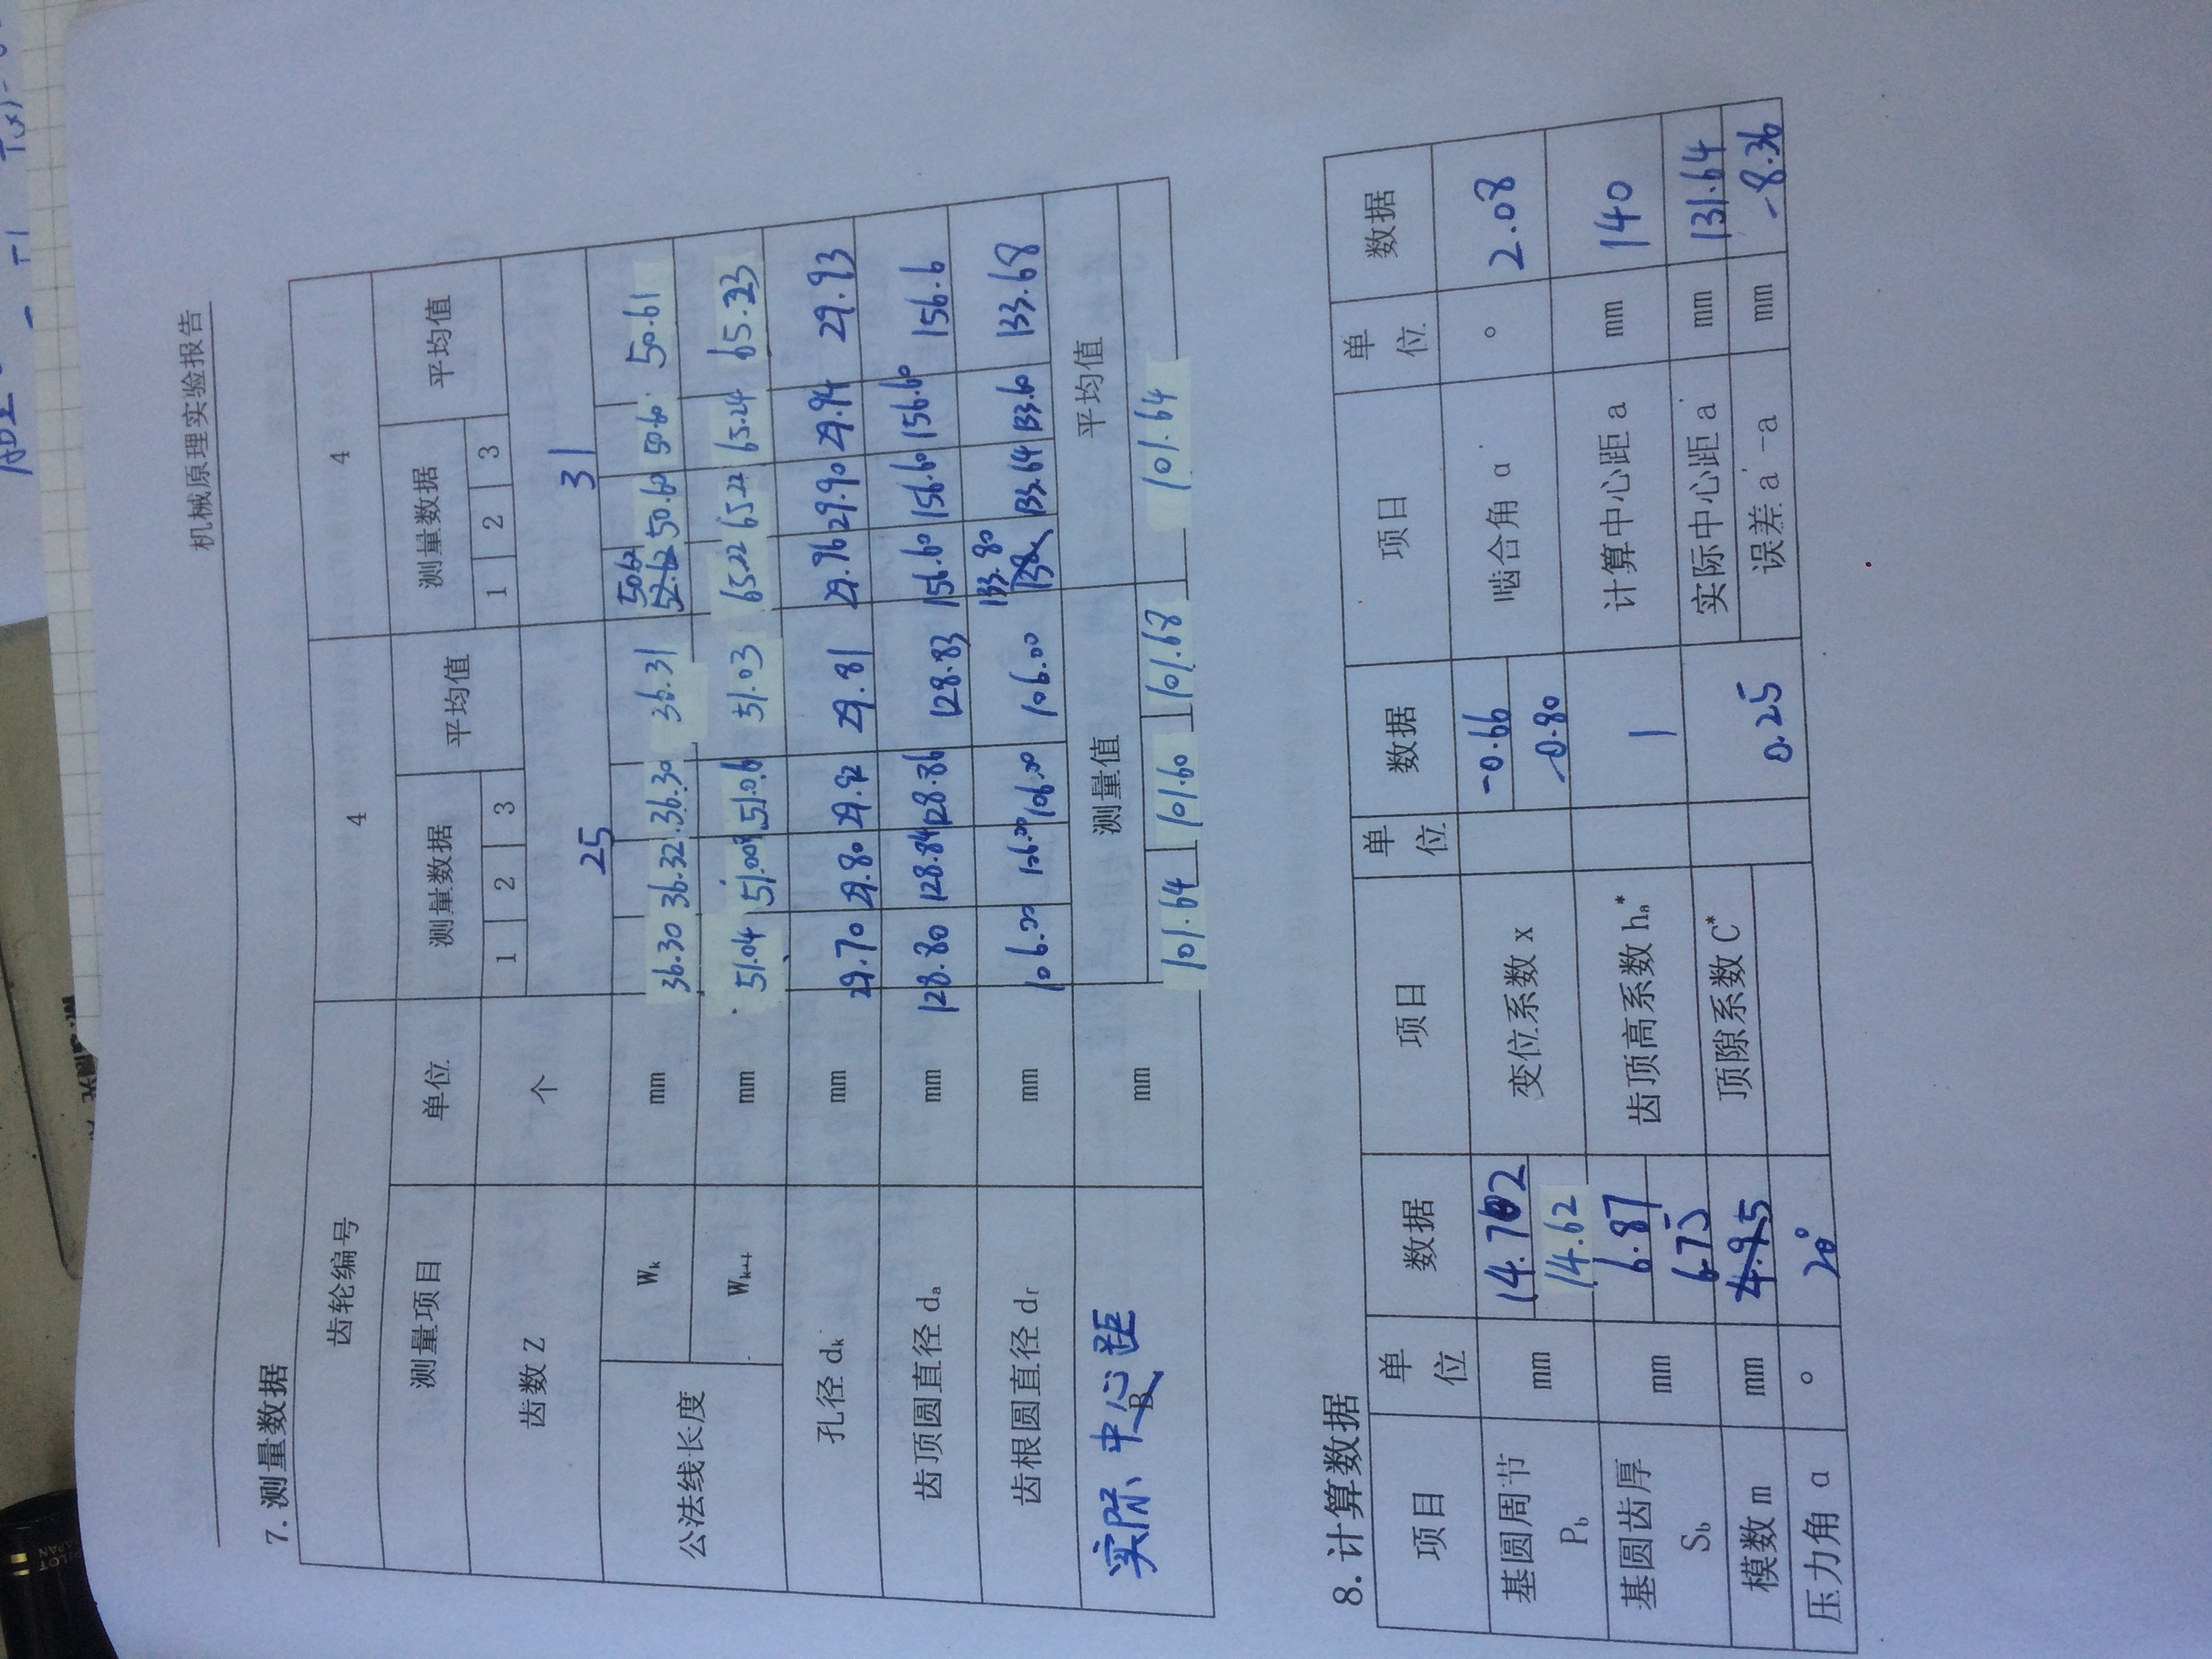 机械原理实验报告
7.测量数据
齿轮编号 4 4
测量项目 单位 测量数据 平均值 测量数据 平均值
1 2 3 1 2 3
齿数 Z 个 25 31
公法线长度
Wk mm 36.30 36.32 36.30 36.31 50.62 52.62 50.60 50.60 50.61
Wk+1 mm 51.04 51.00 51.06 51.03 65.22 65.22 65.24 65.23
孔径 dk mm 29.70 29.80 29.92 29.81 29.96 29.90 29.94 29.93
齿顶圆直径 da mm 128.80 128.84 128.86 128.83 156.60 156.60 156.60 156.6
齿根圆直径 df mm 106.00 106.00 106.00 106.00 133.80 133.64 133.60 133.68
实际中心距 B mm 测量值 平均值
101.64 101.60 101.68 101.64
8.计算数据
项目 单位 数据 项日 单位 数据 项日 单位 数据
基圆周节 Pb mm 14.702 14.62 变位系数 x -0.66 -0.80 啮合角 α' ° 2.08
基圆齿厚 Sb mm 6.87 6.75 齿顶高系数 ha* 1 计算中心距 a mm 140
模数 m mm 4.95 顶隙系数 C* 0.25 实际中心距 a' mm 131.64
误差 a'-a mm -8.36
压力角 α ° 20°